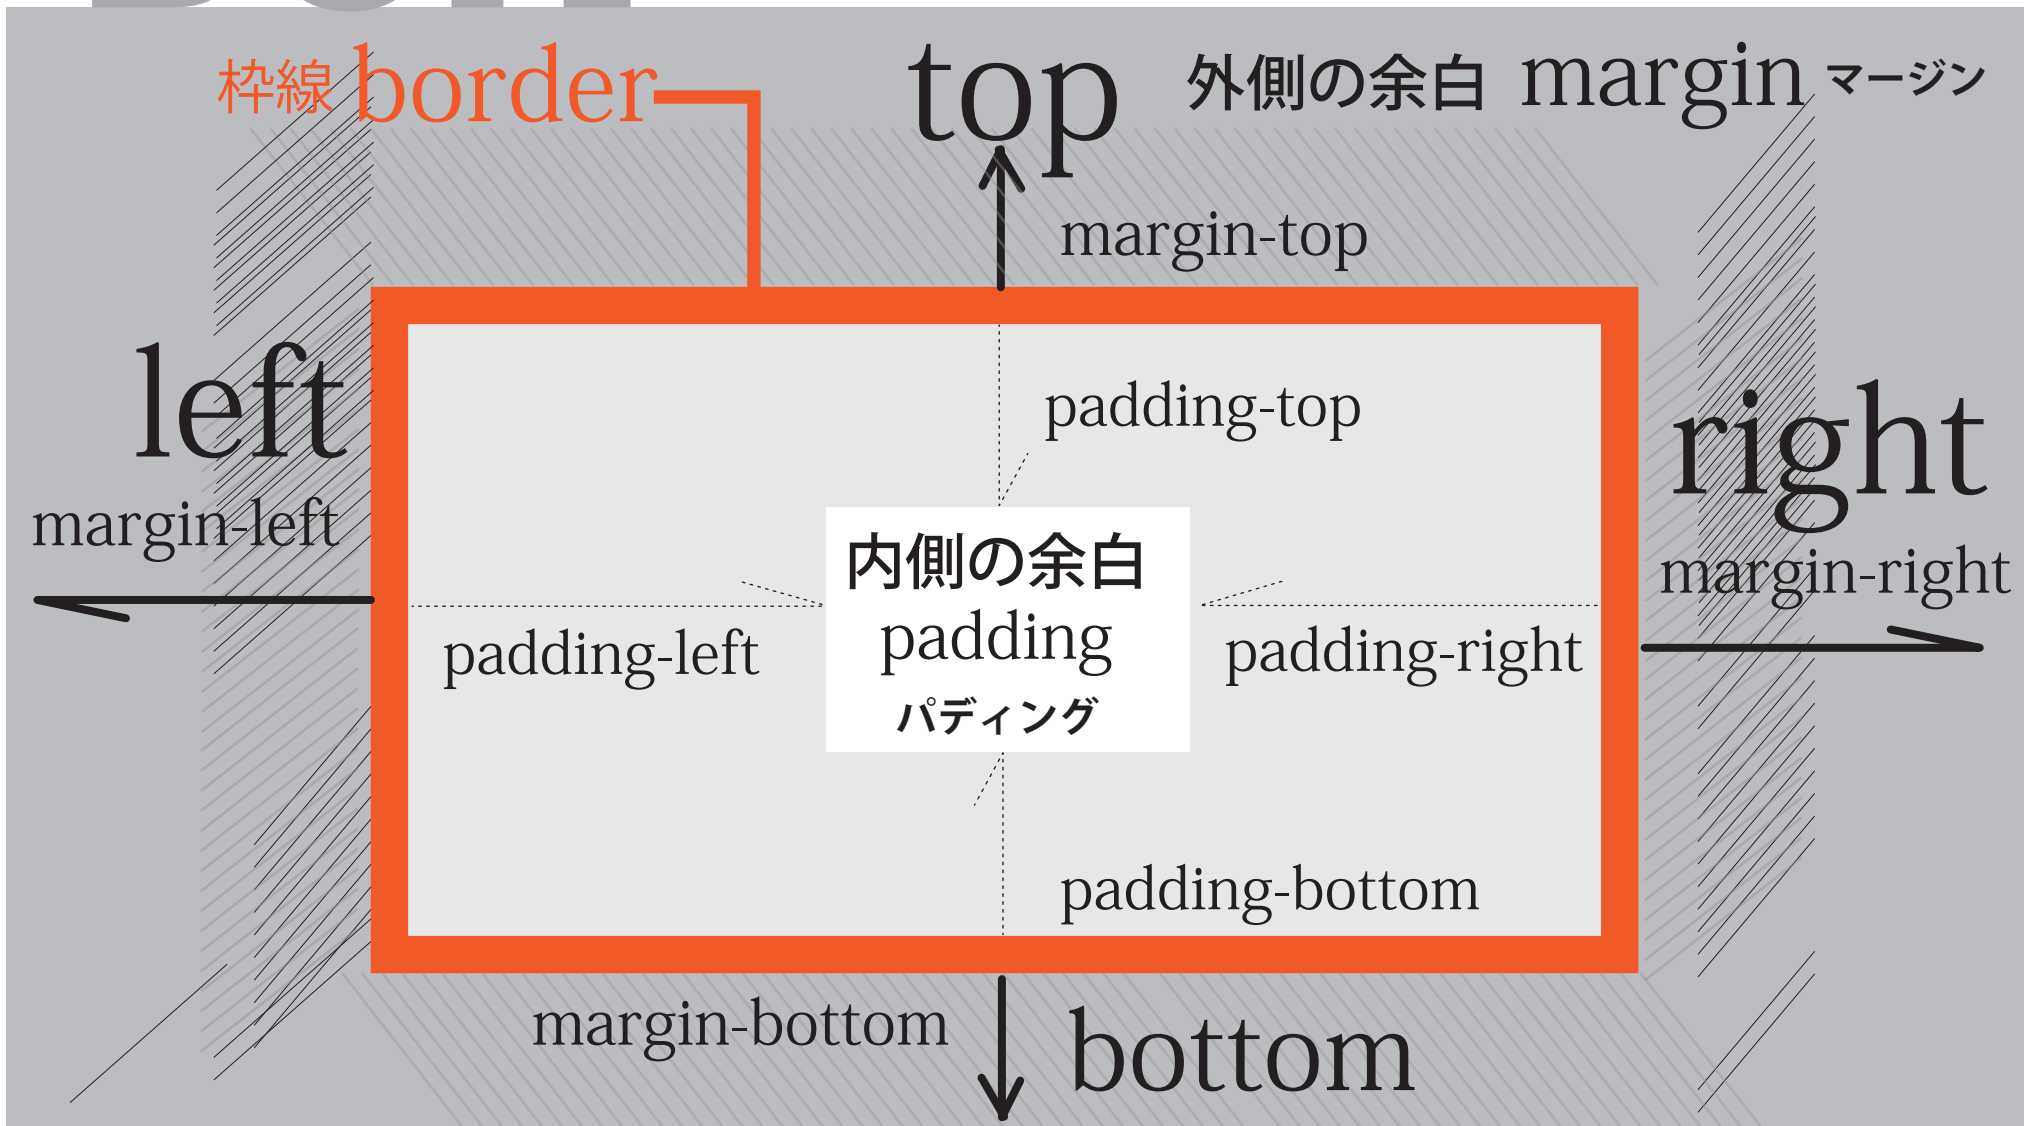 枠線 border
top
外側の余白 margin マージン
margin-top
left
margin-left
padding-top
right
margin-right
内側の余白
padding
パディング
padding-left
padding-right
padding-bottom
margin-bottom
bottom